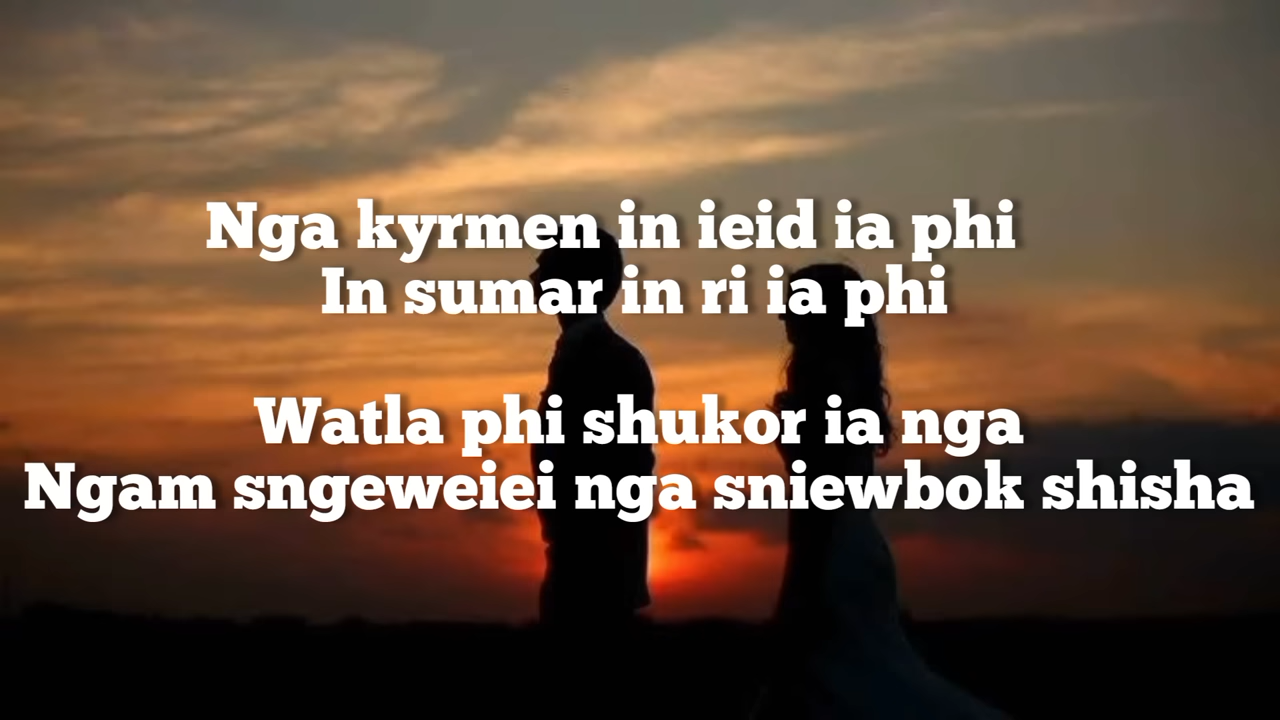 Nga kyrmen in ieid ia phi
In sumar in ri ia phi
Watla phi shukor ia nga
Ngam sngeweiei nga sniewbok shisha